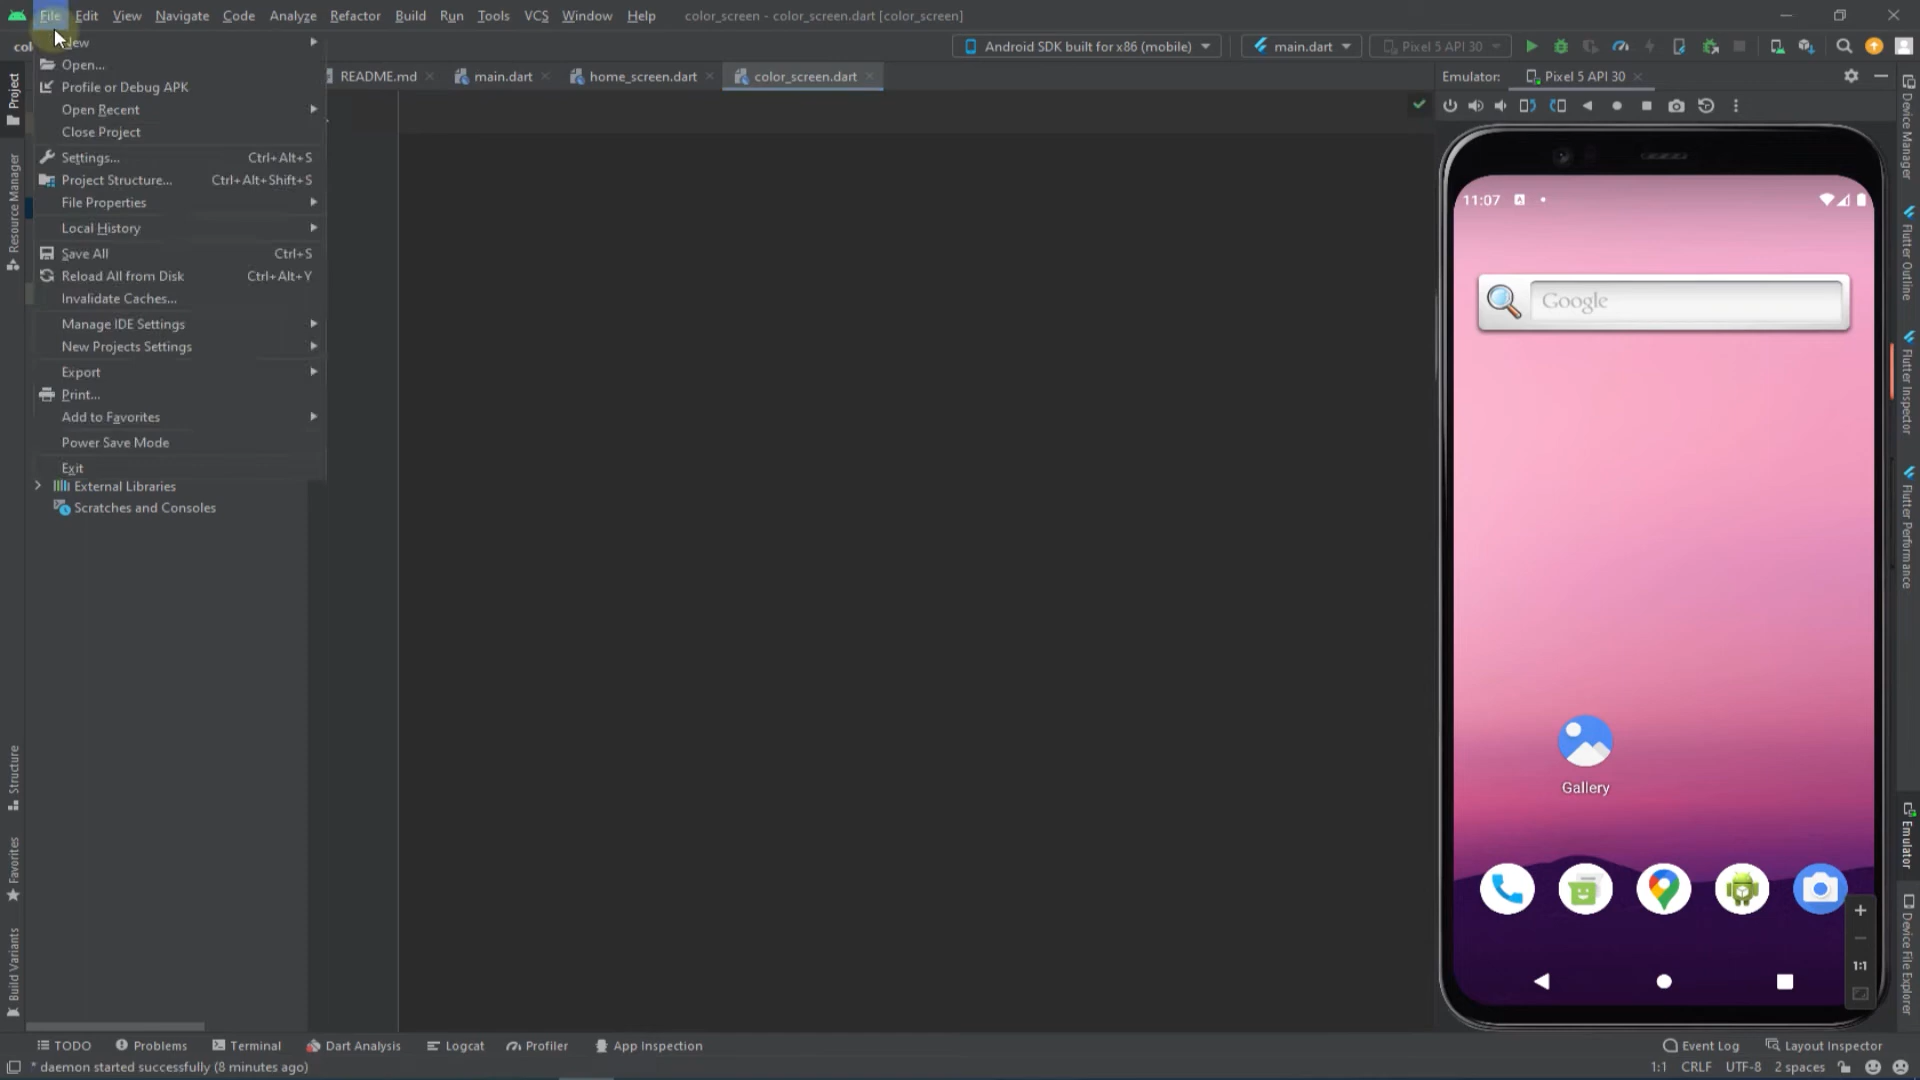 File Edit View Navigate Code Analyze Refactor Build Run Tools VCS Window Help color_screen - color_screen.dart [color_screen]
Android SDK built for x86 (mobile) main.dart Pixel 5 API 30
README.md main.dart home_screen.dart color_screen.dart
Emulator: Pixel 5 API 30
Open...
Profile or Debug APK
Open Recent
Close Project
Settings... Ctrl+Alt+S
Project Structure... Ctrl+Alt+Shift+S
File Properties
Local History
Save All Ctrl+S
Reload All from Disk Ctrl+Alt+Y
Invalidate Caches...
Manage IDE Settings
New Projects Settings
Export
Print...
Add to Favorites
Power Save Mode
Exit
External Libraries
Scratches and Consoles
Project
Resource Manager
Structure
Favorites
Build Variants
11:07
Google
Gallery
1:1
Device Manager
Flutter Outline
Flutter Inspector
Flutter Performance
Emulator
Device File Explorer
TODO Problems Terminal Dart Analysis Logcat Profiler App Inspection Event Log Layout Inspector
* daemon started successfully (8 minutes ago) 1:1 CRLF UTF-8 2 spaces